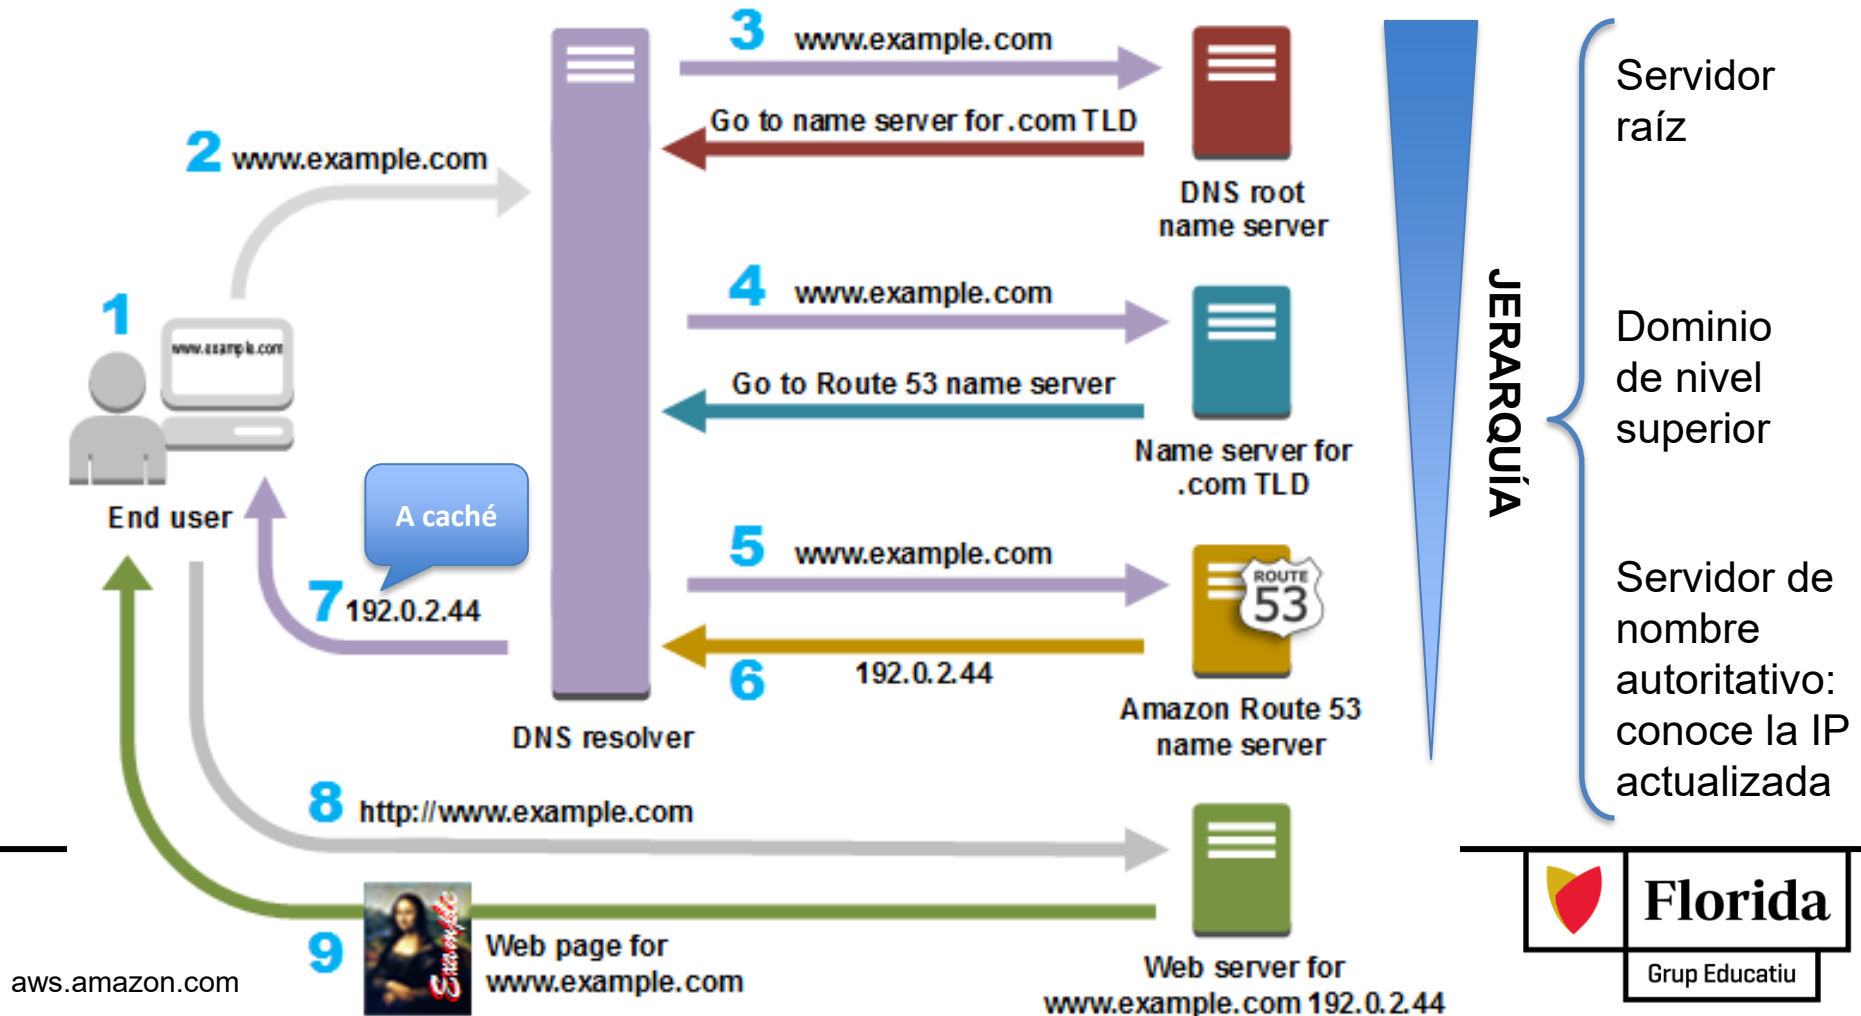 3 www.example.com
Go to name server for .com TLD
DNS root
name server
2 www.example.com
1
www.example.com
End user
4 www.example.com
Go to Route 53 name server
Name server for
.com TLD
A caché
7 192.0.2.44
5 www.example.com
ROUTE
53
6 192.0.2.44
Amazon Route 53
name server
DNS resolver
8 http://www.example.com
9
Example
Web page for
www.example.com
Web server for
www.example.com 192.0.2.44
JERARQUÍA
Servidor
raíz
Dominio
de nivel
superior
Servidor de
nombre
autoritativo:
conoce la IP
actualizada
aws.amazon.com
Florida
Grup Educatiu